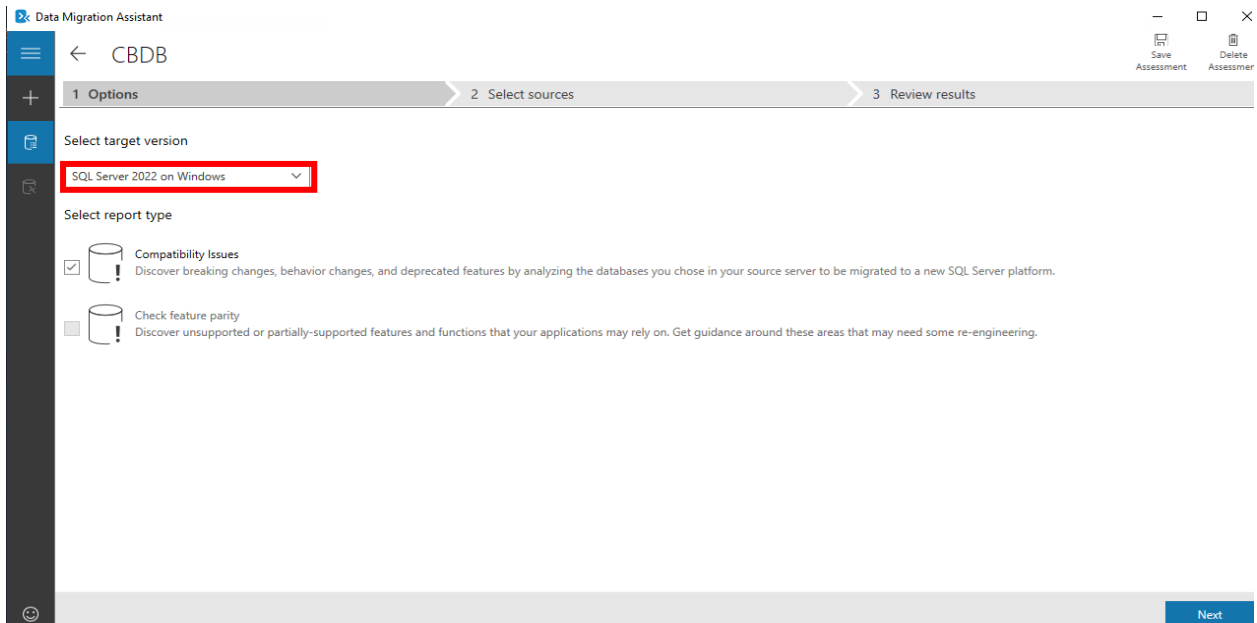 Data Migration Assistant
CBDB
Save
Assessment
Delete
Assessmen
1 Options
2 Select sources
3 Review results
Select target version
SQL Server 2022 on Windows
Select report type
Compatibility Issues
Discover breaking changes, behavior changes, and deprecated features by analyzing the databases you chose in your source server to be migrated to a new SQL Server platform.
Check feature parity
Discover unsupported or partially-supported features and functions that your applications may rely on. Get guidance around these areas that may need some re-engineering.
Next